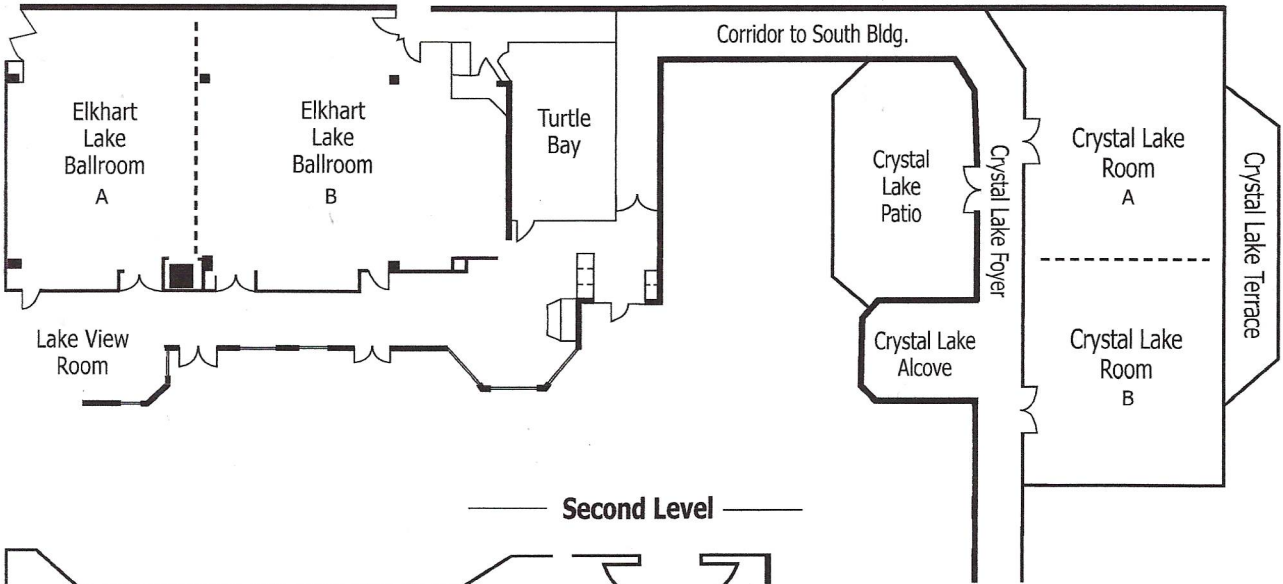 Corridor to South Bldg.
Elkhart
Lake
Ballroom
A
Elkhart
Lake
Ballroom
B
Turtle
Bay
Crystal
Lake
Patio
Crystal Lake Foyer
Crystal Lake
Room
A
Crystal Lake Terrace
Lake View
Room
Crystal Lake
Alcove
Crystal Lake
Room
B
Second Level